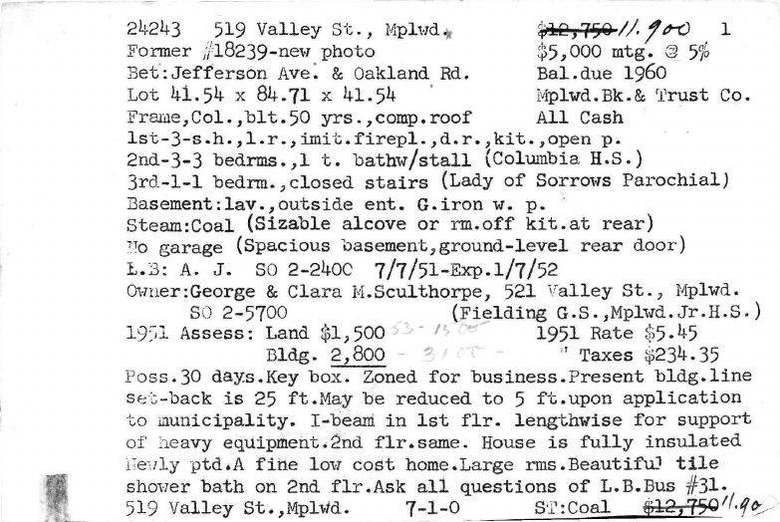 24243 519 Valley St., Mplwd. $12,750 11.900 1
Former #18239-new photo $5,000 mtg. @ 5%
Bet:Jefferson Ave. & Oakland Rd. Bal.due 1960
Lot 41.54 x 84.71 x 41.54 Mplwd.Bk.& Trust Co.
Frame,Col.,blt.50 yrs.,comp.roof All Cash
1st-3-s.h.,l.r.,imit.firepl.,d.r.,kit.,open p.
2nd-3-3 bedrms.,1 t. bathw/stall (Columbia H.S.)
3rd-1-1 bedrm.,closed stairs (Lady of Sorrows Parochial)
Basement:lav.,outside ent. G.iron w. p.
Steam:Coal (Sizable alcove or rm.off kit.at rear)
No garage (Spacious basement,ground-level rear door)
L.B: A. J. SO 2-2400 7/7/51-Exp.1/7/52
Owner:George & Clara M.Sculthorpe, 521 Valley St., Mplwd.
SO 2-5700 (Fielding G.S.,Mplwd.Jr.H.S.)
1951 Assess: Land $1,500 53- 1500 1951 Rate $5.45
Bldg. 2,800 - 3100 - " Taxes $234.35
Poss.30 days.Key box. Zoned for business.Present bldg.line
set-back is 25 ft.May be reduced to 5 ft.upon application
to municipality. I-beam in 1st flr. lengthwise for support
of heavy equipment.2nd flr.same. House is fully insulated
Newly ptd.A fine low cost home.Large rms.Beautiful tile
shower bath on 2nd flr.Ask all questions of L.B.Bus #31.
519 Valley St.,Mplwd. 7-1-0 ST:Coal $12,750 11.90